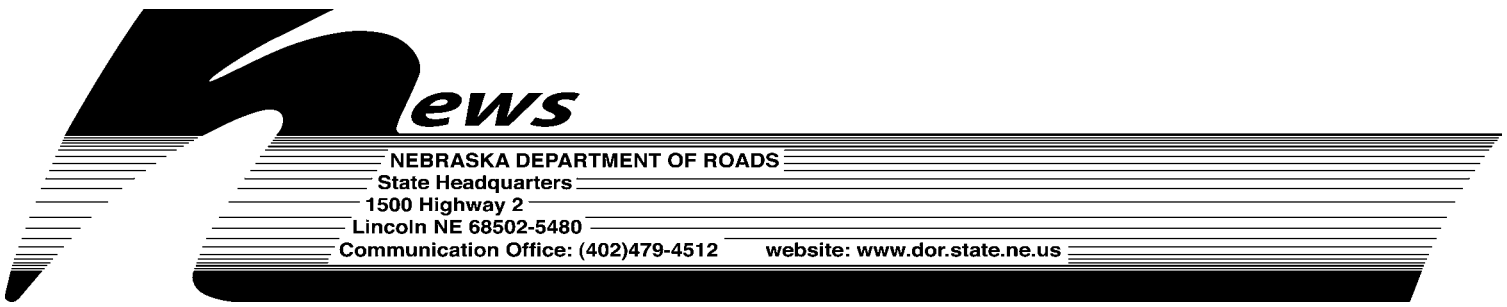 news
NEBRASKA DEPARTMENT OF ROADS
State Headquarters
1500 Highway 2
Lincoln NE 68502-5480
Communication Office: (402)479-4512 website: www.dor.state.ne.us